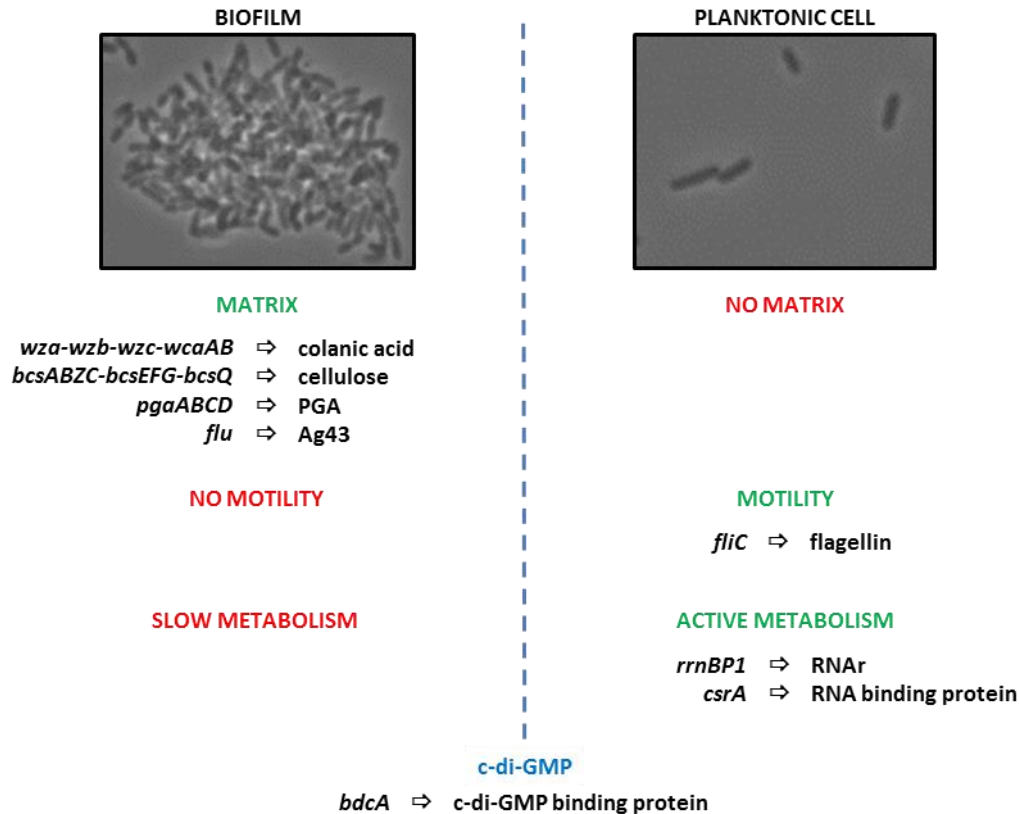 BIOFILM
PLANKTONIC CELL
MATRIX
NO MATRIX
wza-wzb-wzc-wcaAB ⇨ colanic acid
bcsABZC-bcsEFG-bcsQ ⇨ cellulose
pgaABCD ⇨ PGA
flu ⇨ Ag43
NO MOTILITY
MOTILITY
fliC ⇨ flagellin
SLOW METABOLISM
ACTIVE METABOLISM
rrnBP1 ⇨ RNAr
csrA ⇨ RNA binding protein
c-di-GMP
bdcA ⇨ c-di-GMP binding protein